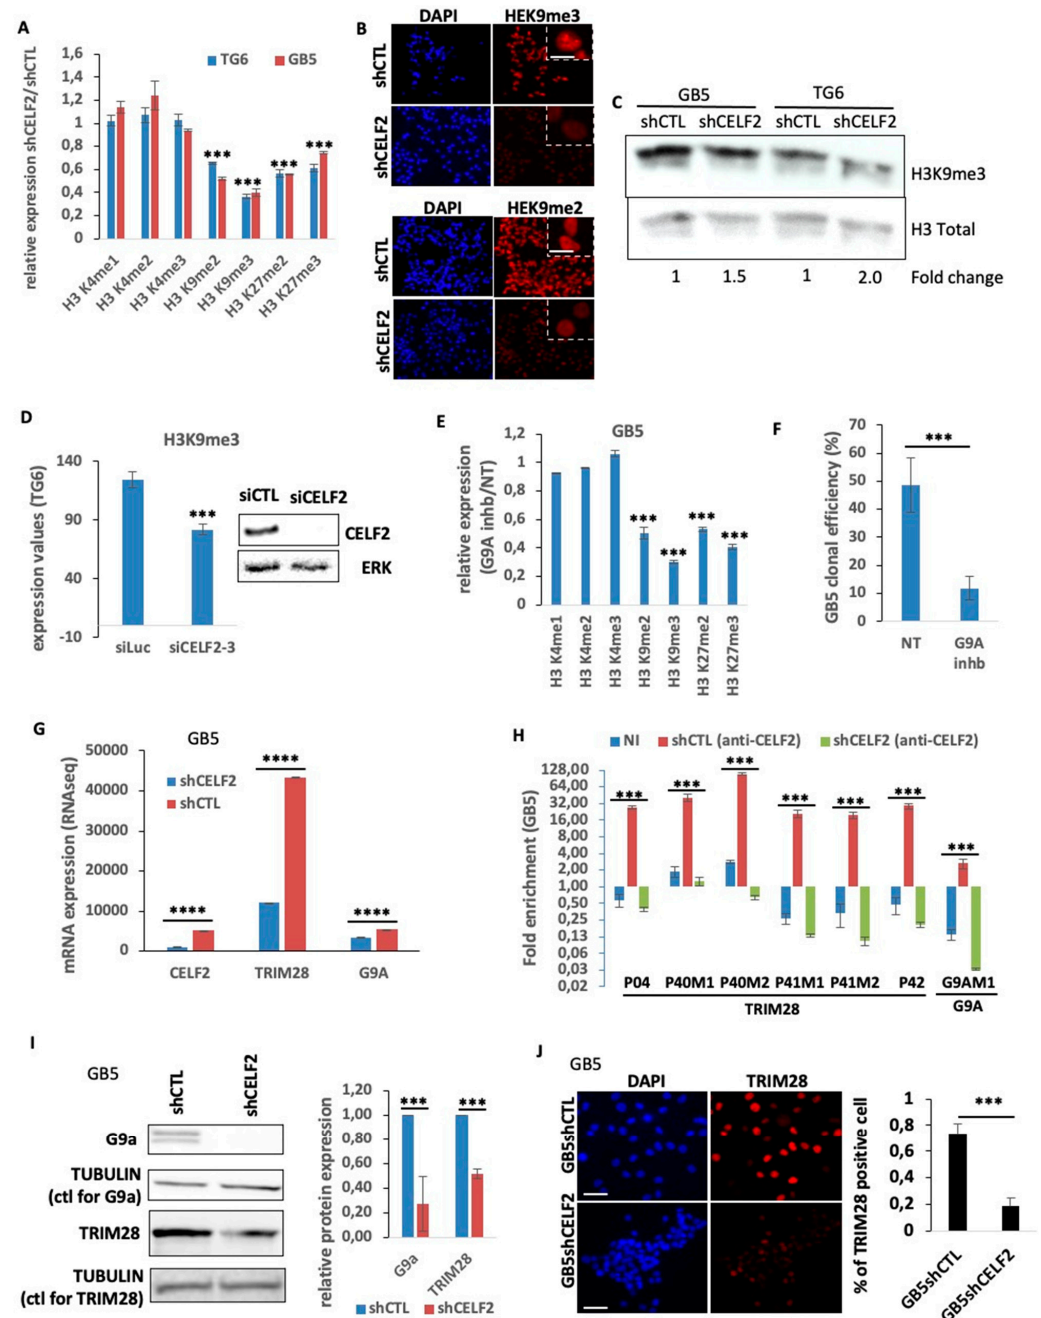 A
relative expression shCELF2/shCTL
1,6
1,4
1,2
1
0,8
0,6
0,4
0,2
0
TG6 GB5
*** *** *** ***
H3 K4me1
H3 K4me2
H3 K4me3
H3 K9me2
H3 K9me3
H3 K27me2
H3 K27me3
B
DAPI HEK9me3
shCTL
shCELF2
DAPI HEK9me2
shCTL
shCELF2
C
GB5 TG6
shCTL shCELF2 shCTL shCELF2
H3K9me3
H3 Total
1 1.5 1 2.0 Fold change
D
H3K9me3
expression values (TG6)
140
90
40
-10
***
siLuc siCELF2-3
siCTL siCELF2
CELF2
ERK
E
GB5
relative expression
(G9A inhb/NT)
1,2
1
0,8
0,6
0,4
0,2
0
*** *** *** ***
H3 K4me1
H3 K4me2
H3 K4me3
H3 K9me2
H3 K9me3
H3 K27me2
H3 K27me3
F
GB5 clonal efficiency (%)
70
60
50
40
30
20
10
0
***
NT G9A
inhb
G
GB5
mRNA expression (RNAseq)
50000
40000
30000
20000
10000
0
shCELF2
shCTL
**** **** ****
CELF2 TRIM28 G9A
H
NI shCTL (anti-CELF2) shCELF2 (anti-CELF2)
Fold enrichment (GB5)
128,00
64,00
32,00
16,00
8,00
4,00
2,00
1,00
0,50
0,25
0,13
0,06
0,03
0,02
*** *** *** *** *** *** ***
P04 P40M1 P40M2 P41M1 P41M2 P42 G9AM1
TRIM28 G9A
I
GB5
shCTL
shCELF2
G9a
TUBULIN
(ctl for G9a)
TRIM28
TUBULIN
(ctl for TRIM28)
relative protein expression
1,20
1,00
0,80
0,60
0,40
0,20
0,00
*** ***
G9a
TRIM28
shCTL shCELF2
J
GB5
DAPI TRIM28
GB5shCTL
GB5shCELF2
% of TRIM28 positive cell
1
0,8
0,6
0,4
0,2
0
***
GB5shCTL
GB5shCELF2